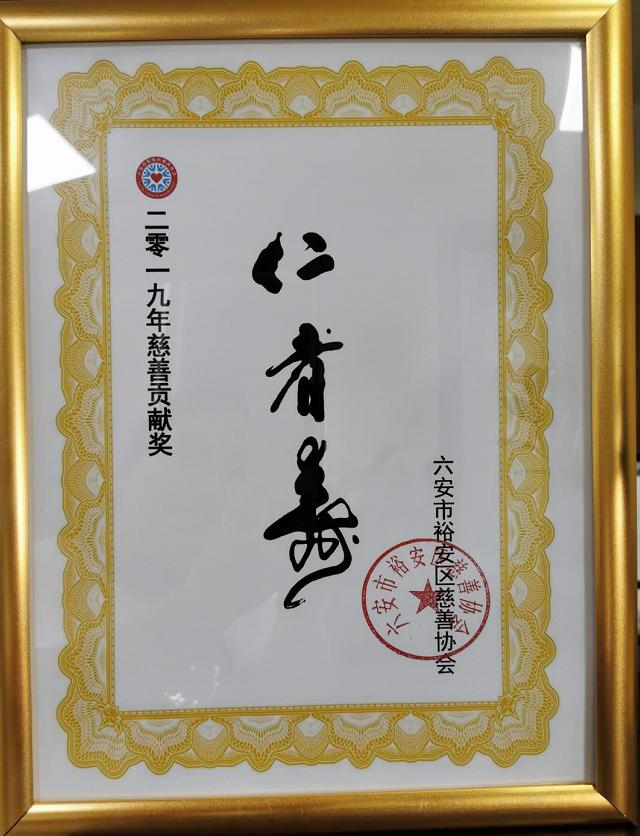 二零一九年慈善贡献奖
仁者寿
六安市裕安区慈善协会
六安市裕安区慈善协会